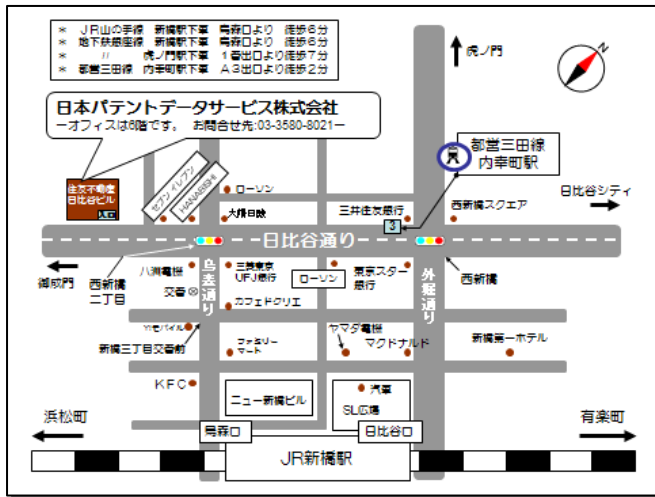 * JR山の手線 新橋駅下車 烏森口より 徒歩6分
* 地下鉄銀座線 新橋駅下車 烏森口より 徒歩6分
* 〃 虎ノ門駅下車 1番出口より徒歩7分
* 都営三田線 内幸町駅下車 A3出口より徒歩2分
虎ノ門
N
日本パテントデータサービス株式会社
ーオフィスは6階です。 お問合せ先:03-3580-8021ー
都営三田線
内幸町駅
住友不動産
日比谷ビル
入口
セブンイレブン
HANABISHI
ローソン
大陽日酸
三井住友銀行
3
西新橋スクエア
日比谷シティ
日比谷通り
御成門
西新橋
二丁目
八洲電機
交番
烏森通り
三菱東京
UFJ銀行
カフェドクリエ
ローソン
東京スター
銀行
外堀通り
西新橋
Y!モバイル
新橋三丁目交番前
ファミリー
マート
ヤマダ電機
マクドナルド
新橋第一ホテル
KFC
ニュー新橋ビル
汽車
SL広場
浜松町
烏森口
日比谷口
有楽町
JR新橋駅